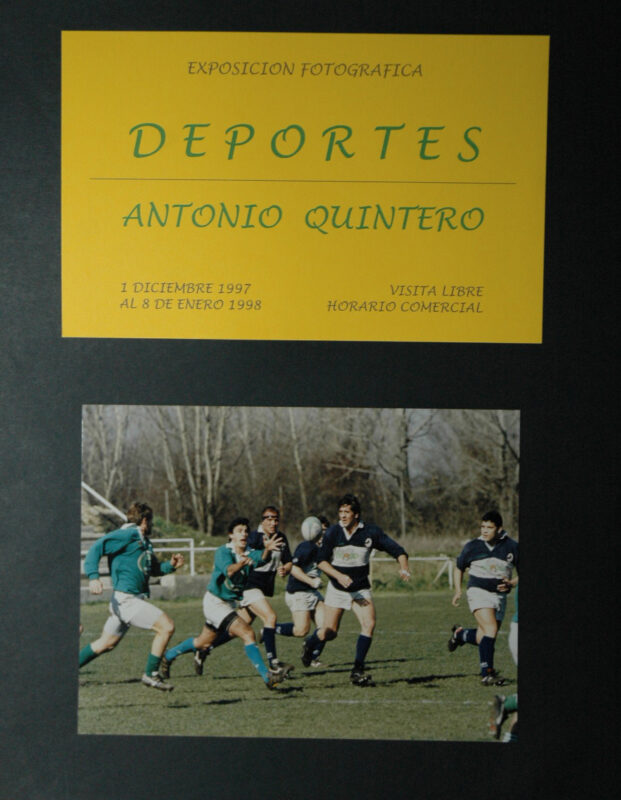 EXPOSICION FOTOGRAFICA
DEPORTES
ANTONIO QUINTERO
1 DICIEMBRE 1997
AL 8 DE ENERO 1998
VISITA LIBRE
HORARIO COMERCIAL